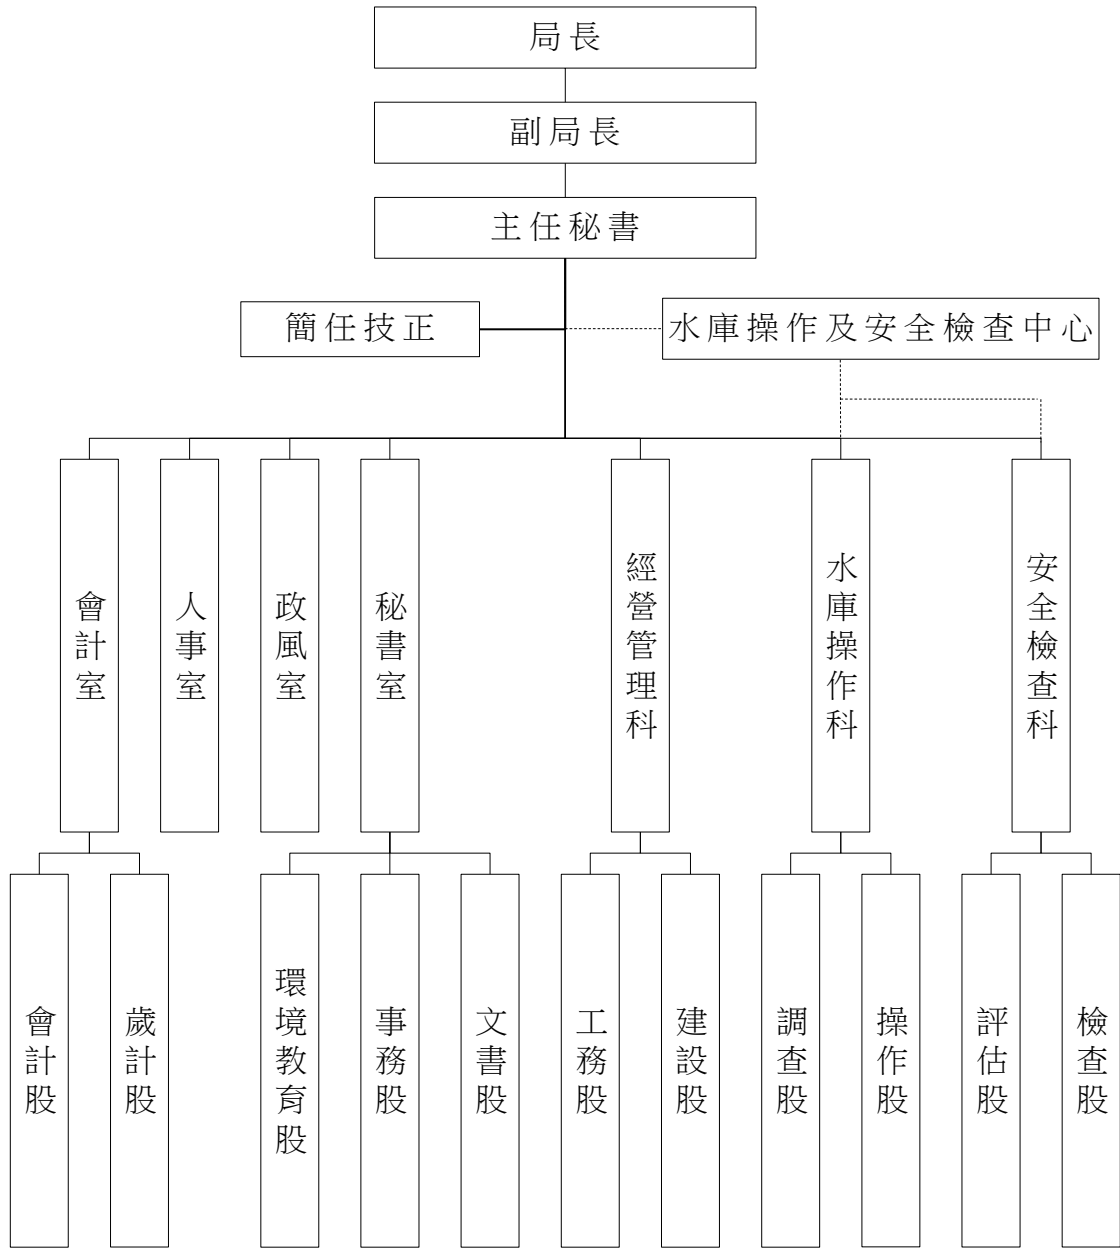 局長
副局長
主任秘書
簡任技正
水庫操作及安全檢查中心
會計室
人事室
政風室
秘書室
經營管理科
水庫操作科
安全檢查科
會計股
歲計股
環境教育股
事務股
文書股
工務股
建設股
調查股
操作股
評估股
檢查股